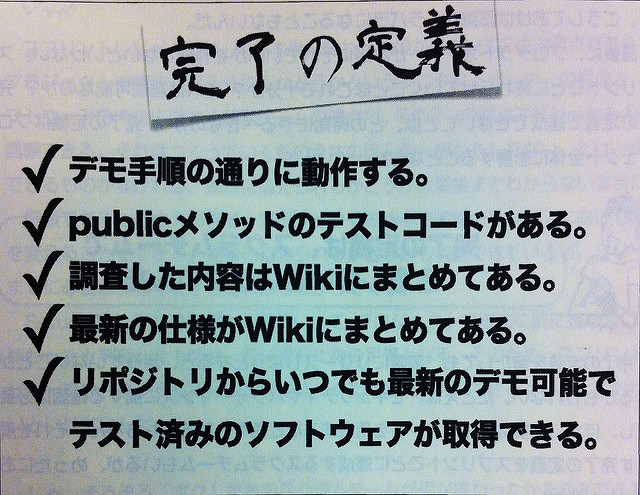 完了の定義
✓ デモ手順の通りに動作する。
✓ publicメソッドのテストコードがある。
✓ 調査した内容はWikiにまとめてある。
✓ 最新の仕様がWikiにまとめてある。
✓ リポジトリからいつでも最新のデモ可能で
テスト済みのソフトウェアが取得できる。